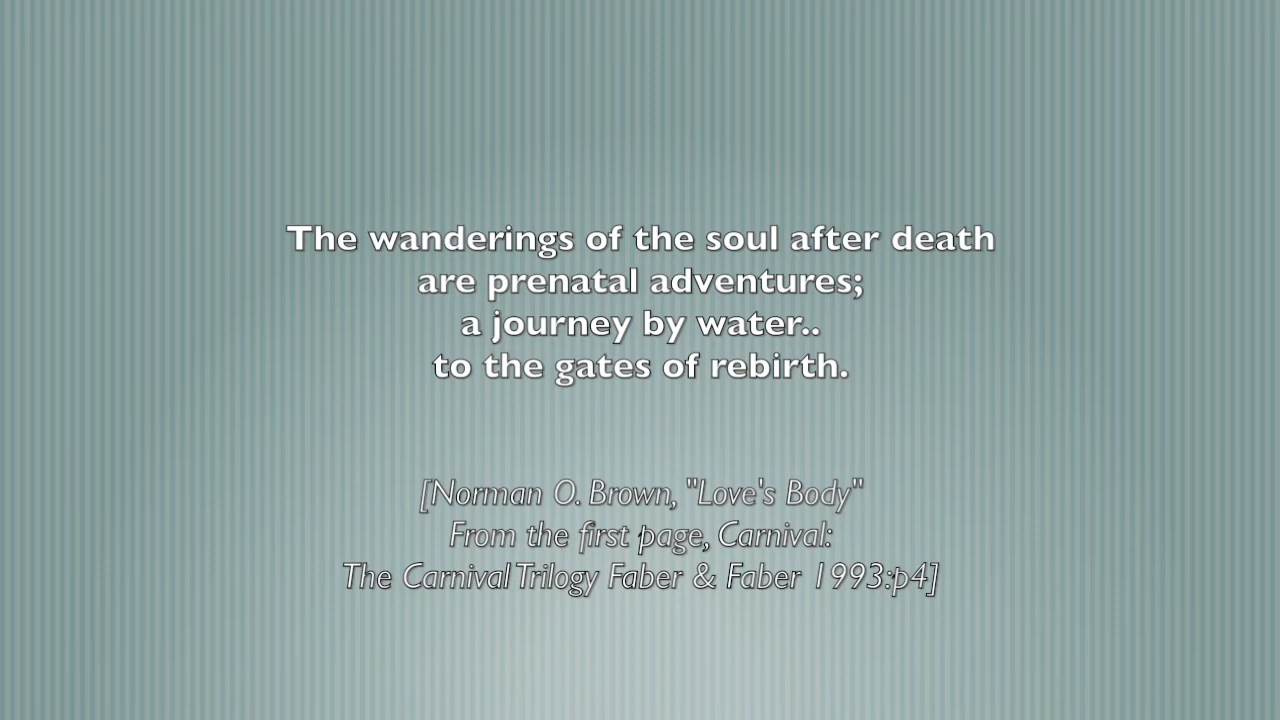 The wanderings of the soul after death
are prenatal adventures;
a journey by water..
to the gates of rebirth.
[Norman O. Brown, "Love's Body"
From the first page, Carnival:
The Carnival Trilogy Faber & Faber 1993:p4]